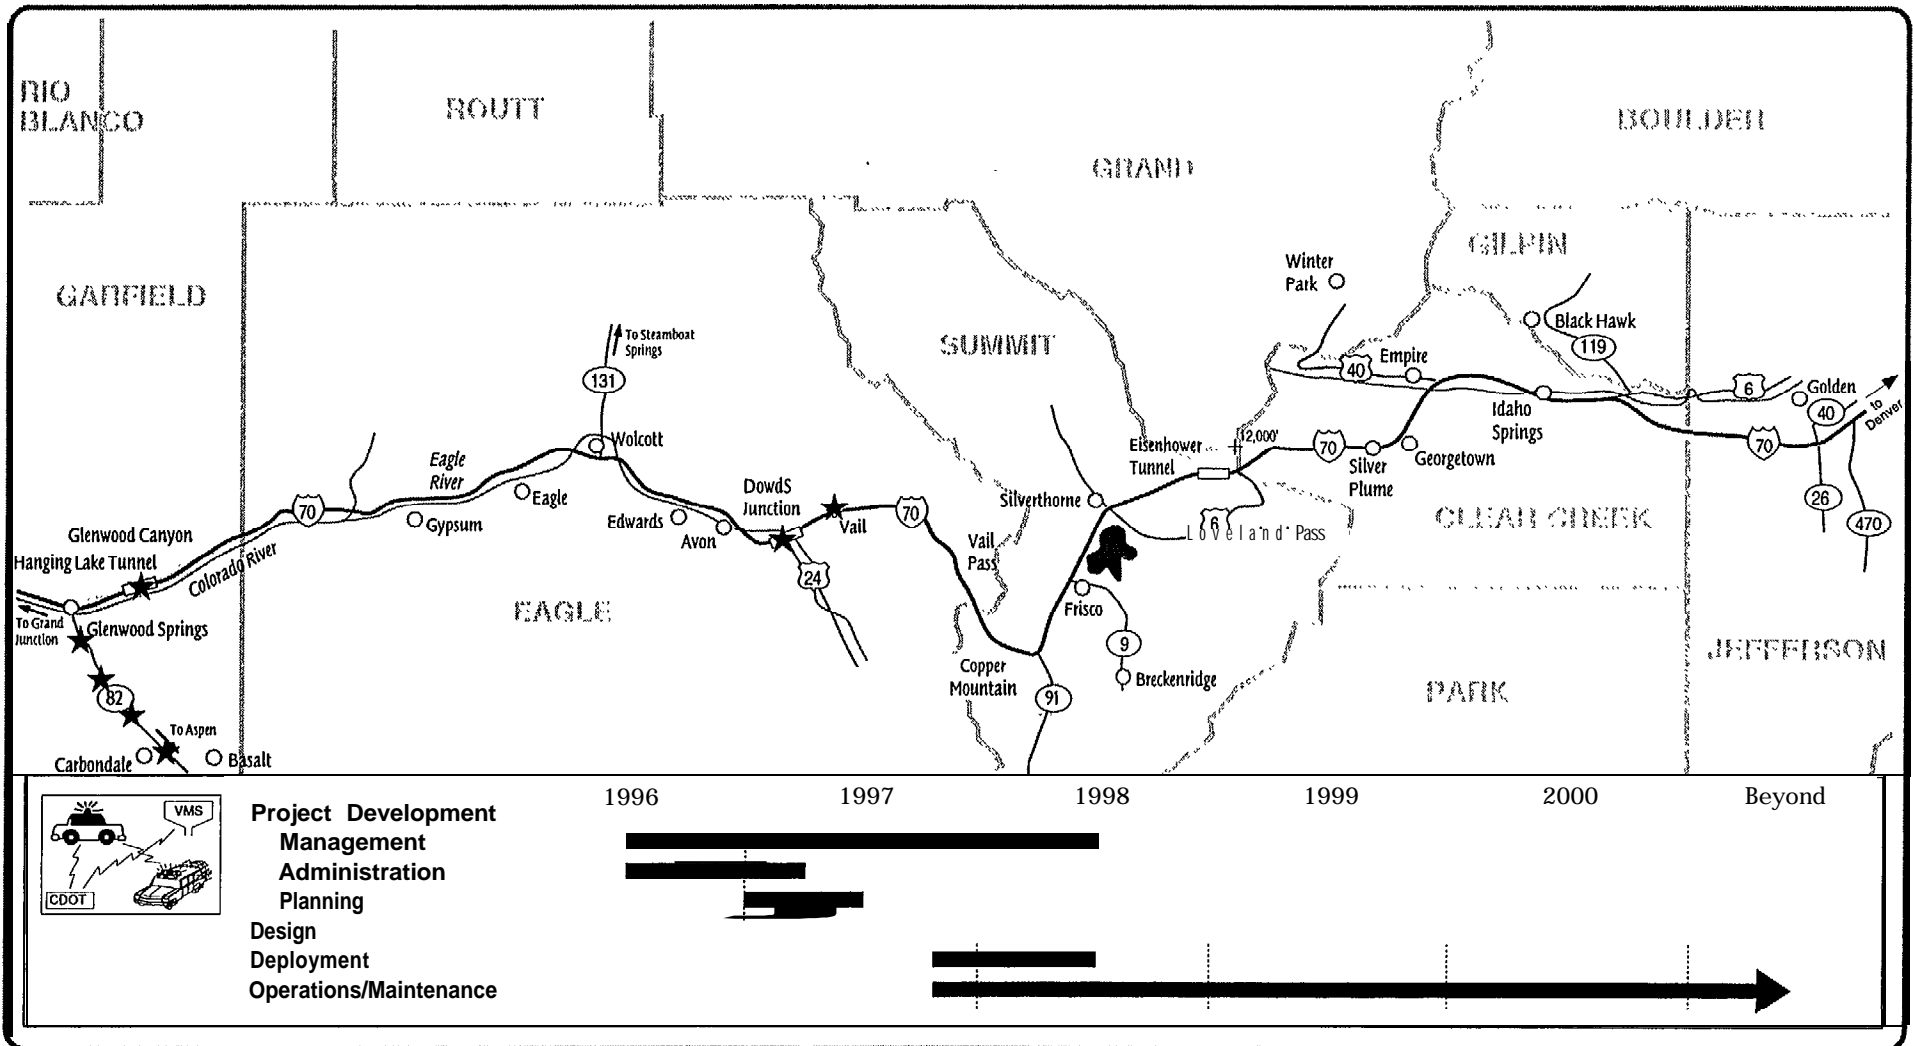 RIO
BLANCO
ROUTT
BOULDER
GRAND
GILPIN
Winter
Park
GARFIELD
Black Hawk
119
To Steamboat
Springs
SUMMIT
40
Empire
131
6
Golden
40
to
Denver
Idaho
Springs
Wolcott
12,000'
Eisenhower
Tunnel
70
Silver
Plume
Georgetown
70
Eagle
River
DowdS
Junction
Eagle
Silverthorne
26
70
Gypsum
Edwards
Avon
Vail
70
6
Loveland Pass
CLEAR CREEK
470
Glenwood Canyon
Hanging Lake Tunnel
Colorado River
Vail
Pass
24
EAGLE
Frisco
To Grand
Junction
Glenwood Springs
9
JEFFERSON
Copper
Mountain
Breckenridge
PARK
82
91
To Aspen
Carbondale
Basalt
1996 1997 1998 1999 2000 Beyond
VMS
CDOT
Project Development
Management
Administration
Planning
Design
Deployment
Operations/Maintenance